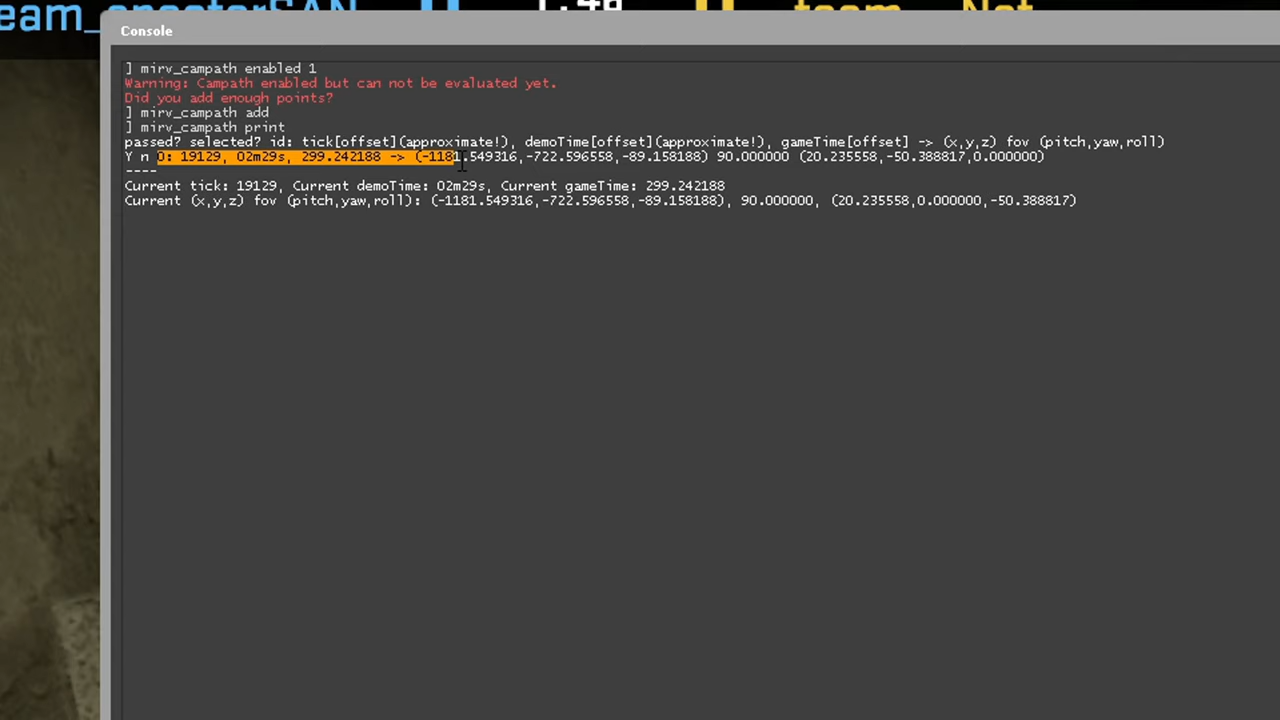 1:48
Console
] mirv_campath enabled 1
Warning: Campath enabled but can not be evaluated yet.
Did you add enough points?
] mirv_campath add
] mirv_campath print
passed? selected? id: tick[offset](approximate!), demoTime[offset](approximate!), gameTime[offset] -> (x,y,z) fov (pitch,yaw,roll)
Y n 0: 19129, 02m29s, 299.242188 -> (-1181.549316,-722.596558,-89.158188) 90.000000 (20.235558,-50.388817,0.000000)
----
Current tick: 19129, Current demoTime: 02m29s, Current gameTime: 299.242188
Current (x,y,z) fov (pitch,yaw,roll): (-1181.549316,-722.596558,-89.158188), 90.000000, (20.235558,0.000000,-50.388817)